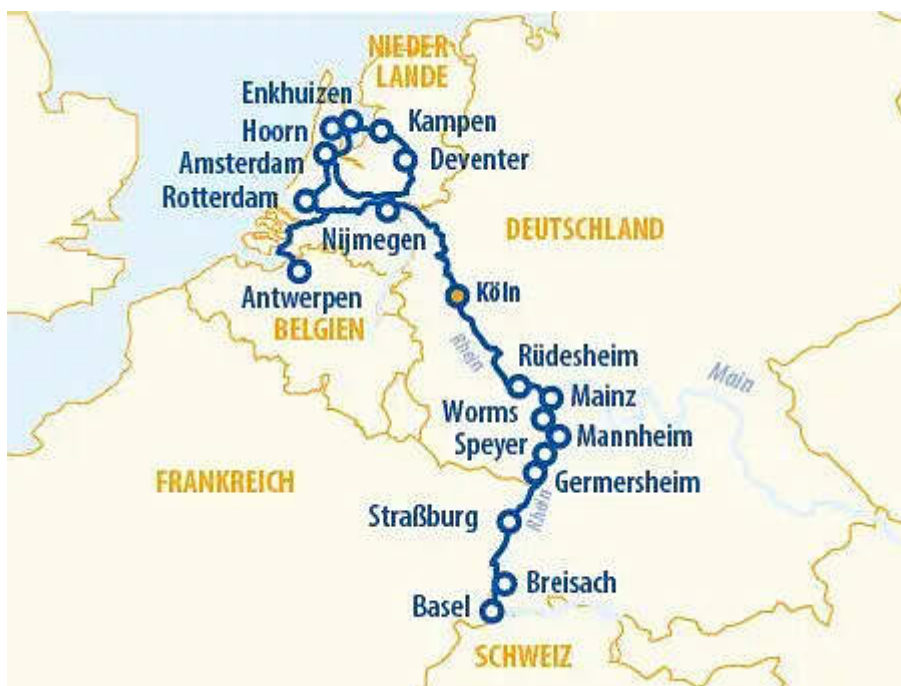 NIEDER
LANDE
Enkhuizen
Hoorn
Kampen
Amsterdam
Deventer
Rotterdam
Nijmegen
DEUTSCHLAND
Antwerpen
Köln
BELGIEN
Rhein
Rüdesheim
Main
Mainz
Worms
Mannheim
Speyer
FRANKREICH
Germersheim
Straßburg
Rhein
Breisach
Basel
SCHWEIZ